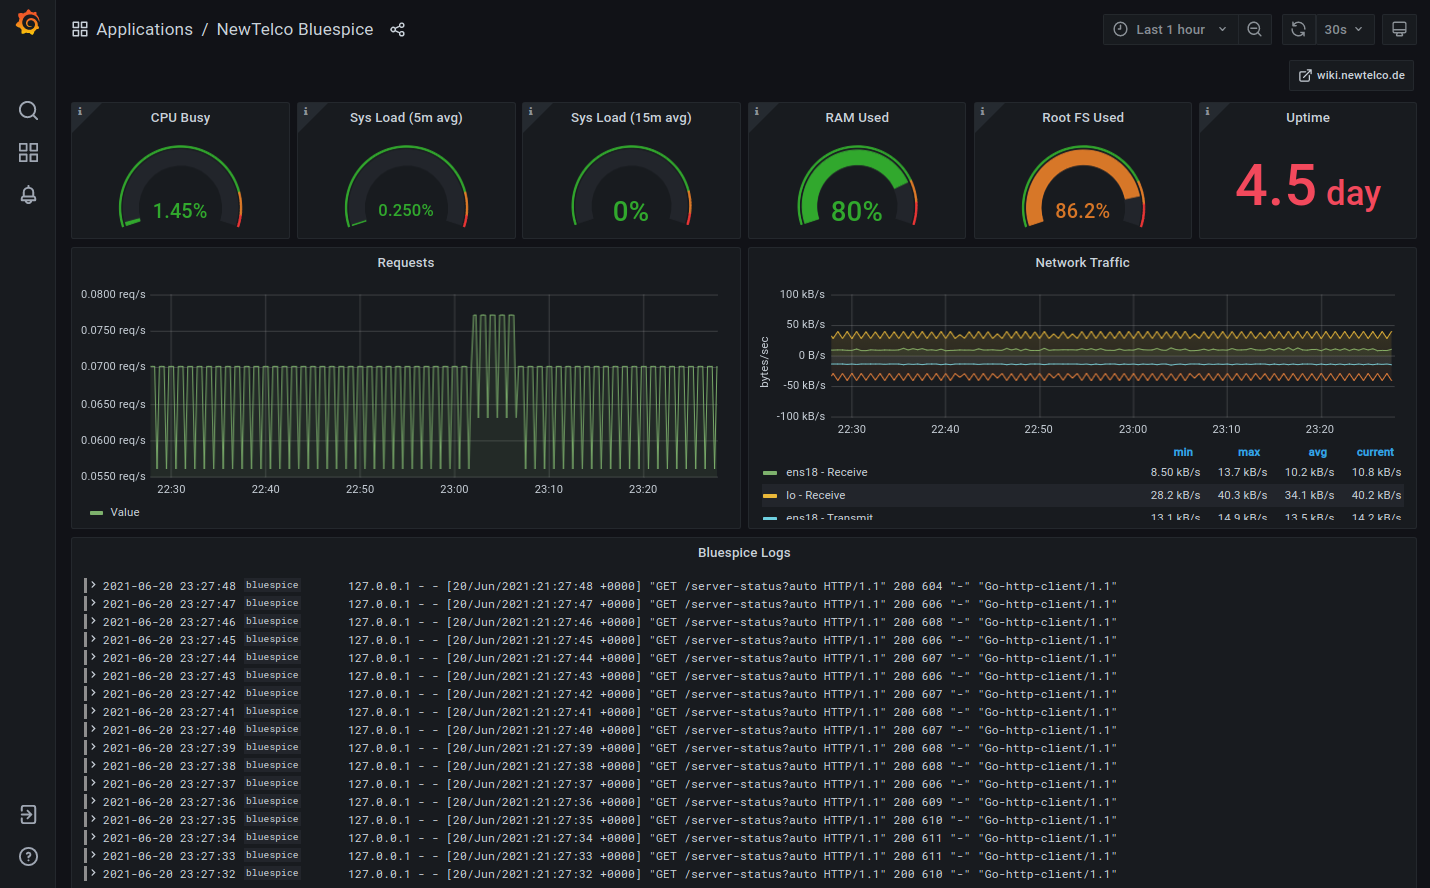 Applications / NewTelco Bluespice
Last 1 hour
30s
wiki.newtelco.de
CPU Busy
1.45%
Sys Load (5m avg)
0.250%
Sys Load (15m avg)
0%
RAM Used
80%
Root FS Used
86.2%
Uptime
4.5 day
Requests
0.0800 req/s
0.0750 req/s
0.0700 req/s
0.0650 req/s
0.0600 req/s
0.0550 req/s
22:30 22:40 22:50 23:00 23:10 23:20
Value
Network Traffic
bytes/sec
100 kB/s
50 kB/s
0 B/s
-50 kB/s
-100 kB/s
22:30 22:40 22:50 23:00 23:10 23:20
min max avg current
ens18 - Receive 8.50 kB/s 13.7 kB/s 10.2 kB/s 10.8 kB/s
lo - Receive 28.2 kB/s 40.3 kB/s 34.1 kB/s 40.2 kB/s
ens18 - Transmit 13.1 kB/s 14.9 kB/s 13.5 kB/s 14.2 kB/s
Bluespice Logs
2021-06-20 23:27:48 bluespice 127.0.0.1 - - [20/Jun/2021:21:27:48 +0000] "GET /server-status?auto HTTP/1.1" 200 604 "-" "Go-http-client/1.1"
2021-06-20 23:27:47 bluespice 127.0.0.1 - - [20/Jun/2021:21:27:47 +0000] "GET /server-status?auto HTTP/1.1" 200 606 "-" "Go-http-client/1.1"
2021-06-20 23:27:46 bluespice 127.0.0.1 - - [20/Jun/2021:21:27:46 +0000] "GET /server-status?auto HTTP/1.1" 200 608 "-" "Go-http-client/1.1"
2021-06-20 23:27:45 bluespice 127.0.0.1 - - [20/Jun/2021:21:27:45 +0000] "GET /server-status?auto HTTP/1.1" 200 606 "-" "Go-http-client/1.1"
2021-06-20 23:27:44 bluespice 127.0.0.1 - - [20/Jun/2021:21:27:44 +0000] "GET /server-status?auto HTTP/1.1" 200 607 "-" "Go-http-client/1.1"
2021-06-20 23:27:43 bluespice 127.0.0.1 - - [20/Jun/2021:21:27:43 +0000] "GET /server-status?auto HTTP/1.1" 200 606 "-" "Go-http-client/1.1"
2021-06-20 23:27:42 bluespice 127.0.0.1 - - [20/Jun/2021:21:27:42 +0000] "GET /server-status?auto HTTP/1.1" 200 607 "-" "Go-http-client/1.1"
2021-06-20 23:27:41 bluespice 127.0.0.1 - - [20/Jun/2021:21:27:41 +0000] "GET /server-status?auto HTTP/1.1" 200 608 "-" "Go-http-client/1.1"
2021-06-20 23:27:40 bluespice 127.0.0.1 - - [20/Jun/2021:21:27:40 +0000] "GET /server-status?auto HTTP/1.1" 200 607 "-" "Go-http-client/1.1"
2021-06-20 23:27:39 bluespice 127.0.0.1 - - [20/Jun/2021:21:27:39 +0000] "GET /server-status?auto HTTP/1.1" 200 608 "-" "Go-http-client/1.1"
2021-06-20 23:27:38 bluespice 127.0.0.1 - - [20/Jun/2021:21:27:38 +0000] "GET /server-status?auto HTTP/1.1" 200 608 "-" "Go-http-client/1.1"
2021-06-20 23:27:37 bluespice 127.0.0.1 - - [20/Jun/2021:21:27:37 +0000] "GET /server-status?auto HTTP/1.1" 200 606 "-" "Go-http-client/1.1"
2021-06-20 23:27:36 bluespice 127.0.0.1 - - [20/Jun/2021:21:27:36 +0000] "GET /server-status?auto HTTP/1.1" 200 609 "-" "Go-http-client/1.1"
2021-06-20 23:27:35 bluespice 127.0.0.1 - - [20/Jun/2021:21:27:35 +0000] "GET /server-status?auto HTTP/1.1" 200 610 "-" "Go-http-client/1.1"
2021-06-20 23:27:34 bluespice 127.0.0.1 - - [20/Jun/2021:21:27:34 +0000] "GET /server-status?auto HTTP/1.1" 200 611 "-" "Go-http-client/1.1"
2021-06-20 23:27:33 bluespice 127.0.0.1 - - [20/Jun/2021:21:27:33 +0000] "GET /server-status?auto HTTP/1.1" 200 611 "-" "Go-http-client/1.1"
2021-06-20 23:27:32 bluespice 127.0.0.1 - - [20/Jun/2021:21:27:32 +0000] "GET /server-status?auto HTTP/1.1" 200 610 "-" "Go-http-client/1.1"